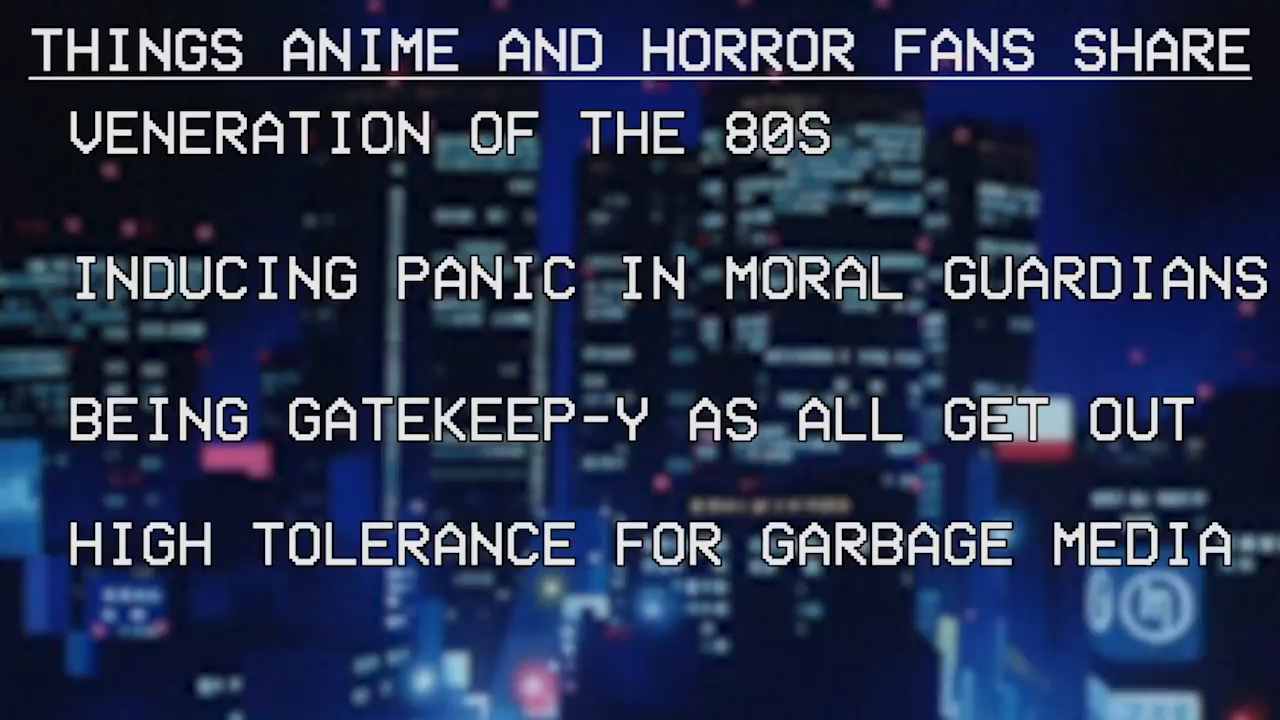 THINGS ANIME AND HORROR FANS SHARE
VENERATION OF THE 80S
INDUCING PANIC IN MORAL GUARDIANS
BEING GATEKEEP-Y AS ALL GET OUT
HIGH TOLERANCE FOR GARBAGE MEDIA